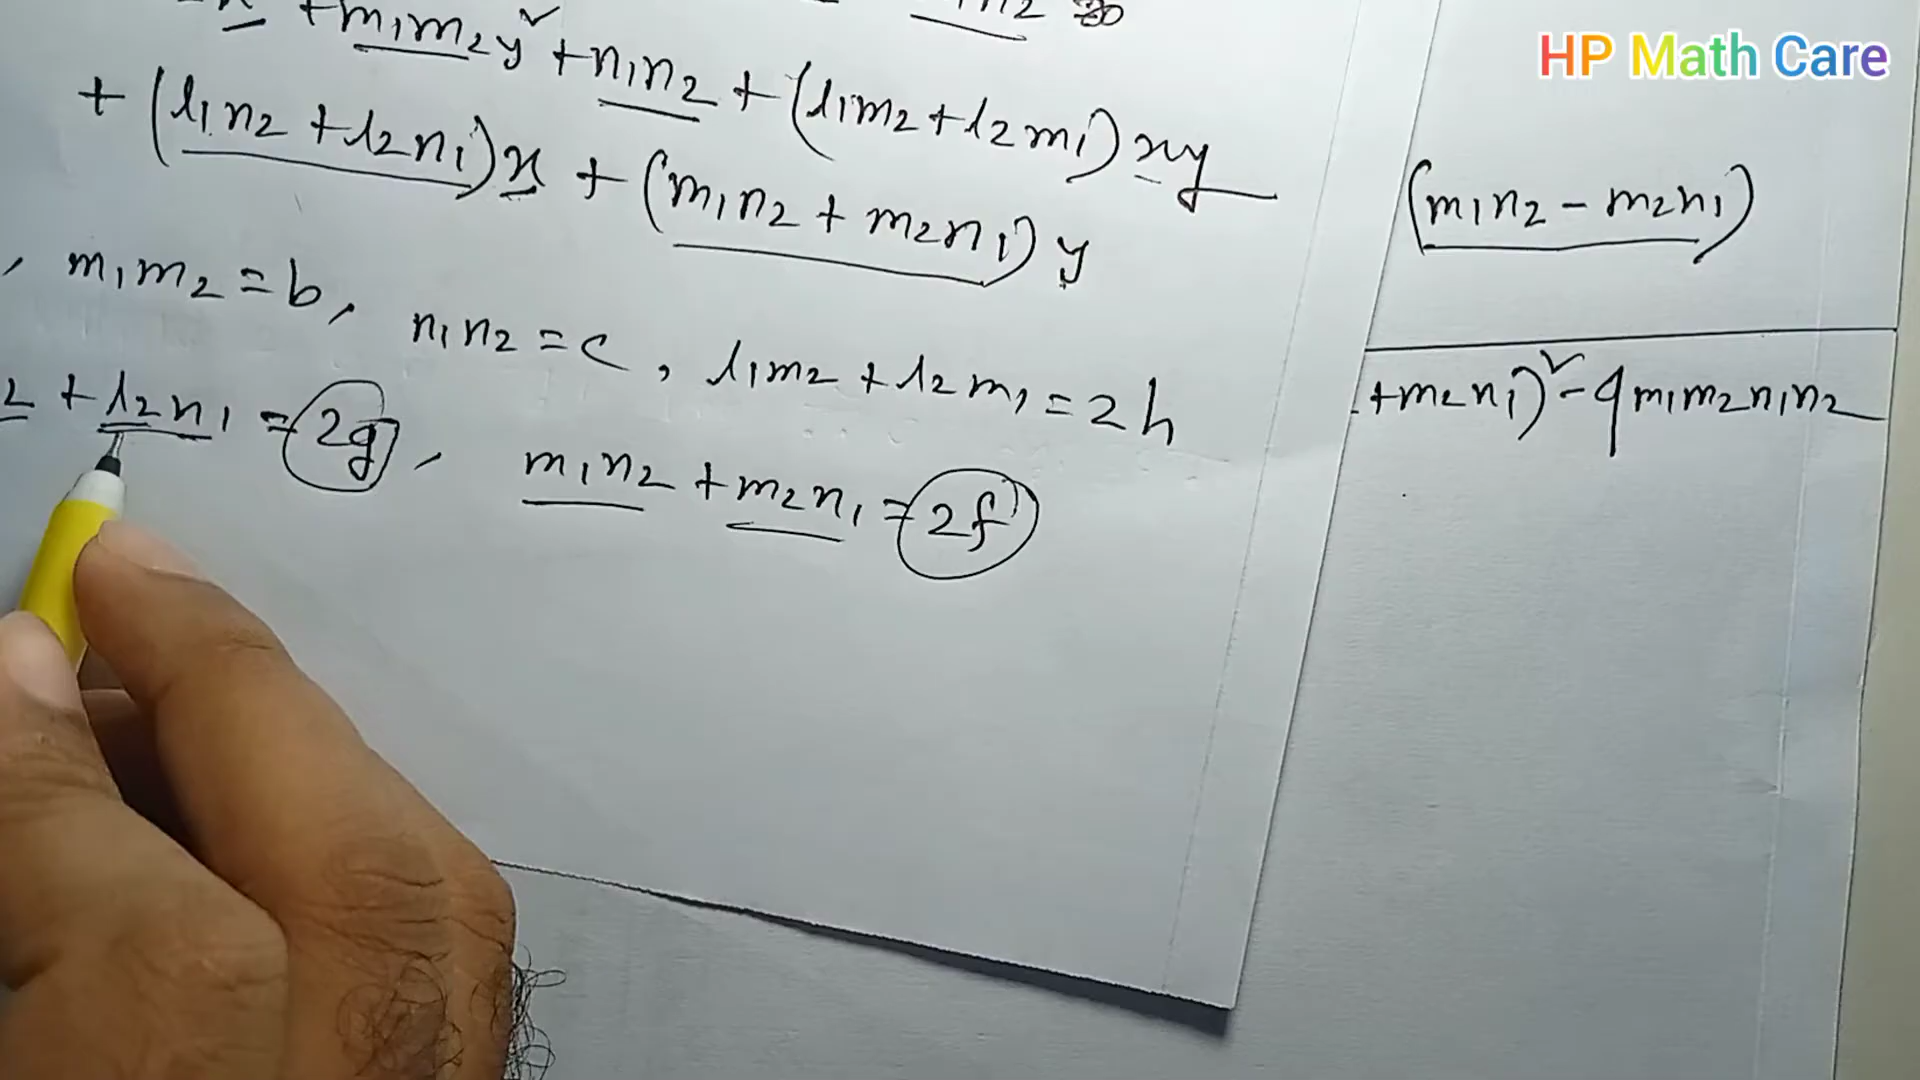 HP Math Care
+m₁m₂y² + n₁n₂ + (l₁m₂+l₂m₁)xy
+ (l₁n₂ + l₂n₁)x + (m₁n₂ + m₂n₁)y
, m₁m₂ = b, n₁n₂ = c, l₁m₂ + l₂m₁ = 2h
2 + l₂n₁ = 2g, m₁n₂ + m₂n₁ = 2f
(m₁n₂ - m₂n₁)
+m₂n₁)² - 4m₁m₂n₁n₂